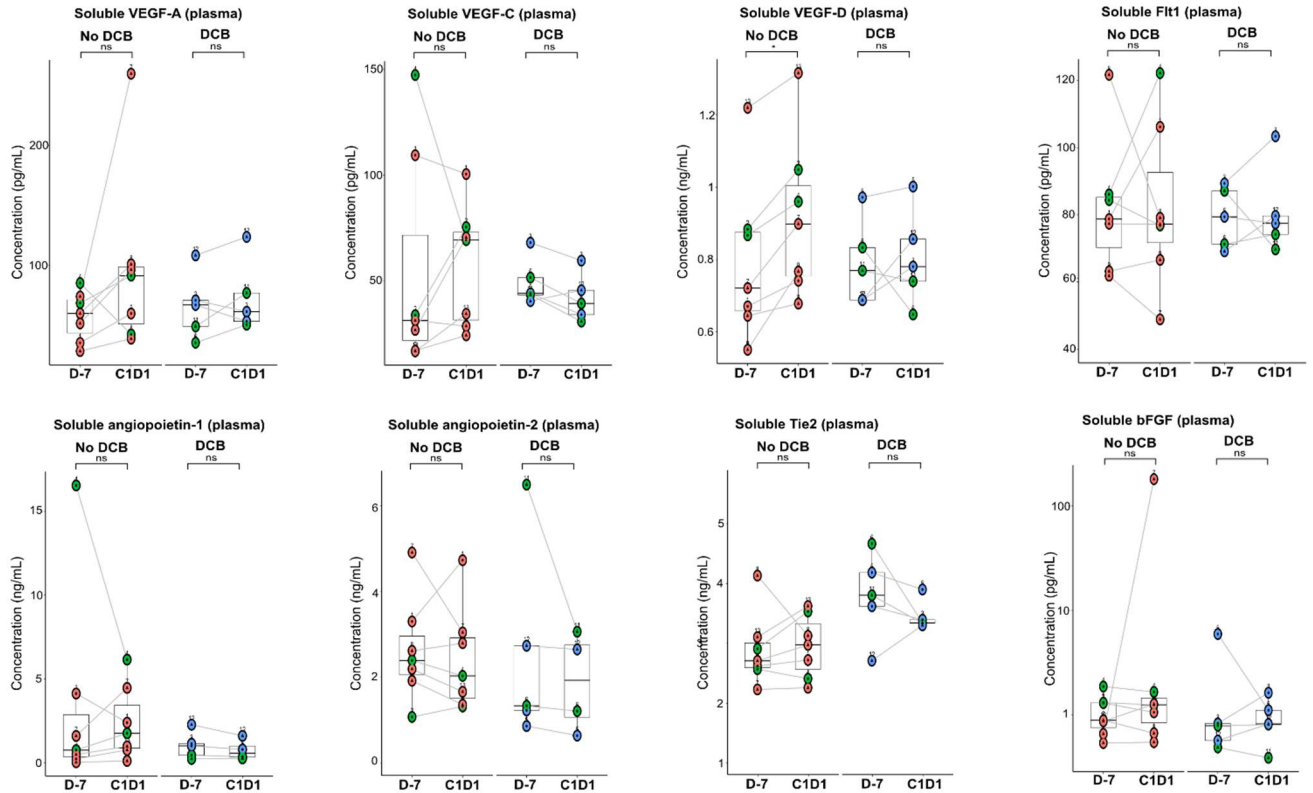 Soluble VEGF-A (plasma)
No DCB
ns
DCB
ns
Concentration (pg/mL)
200
100
D-7
C1D1
D-7
C1D1
Soluble VEGF-C (plasma)
No DCB
ns
DCB
ns
Concentration (pg/mL)
150
100
50
D-7
C1D1
D-7
C1D1
Soluble VEGF-D (plasma)
No DCB
*
DCB
ns
Concentration (ng/mL)
1.2
1
0.8
0.6
D-7
C1D1
D-7
C1D1
Soluble Flt1 (plasma)
No DCB
ns
DCB
ns
Concentration (pg/mL)
120
100
80
60
40
D-7
C1D1
D-7
C1D1
Soluble angiopoietin-1 (plasma)
No DCB
ns
DCB
ns
Concentration (ng/mL)
15
10
5
0
D-7
C1D1
D-7
C1D1
Soluble angiopoietin-2 (plasma)
No DCB
ns
DCB
ns
Concentration (ng/mL)
6
4
2
0
D-7
C1D1
D-7
C1D1
Soluble Tie2 (plasma)
No DCB
ns
DCB
ns
Concentration (ng/mL)
5
4
2
1
D-7
C1D1
D-7
C1D1
Soluble bFGF (plasma)
No DCB
ns
DCB
ns
Concentration (pg/mL)
100
10
1
D-7
C1D1
D-7
C1D1